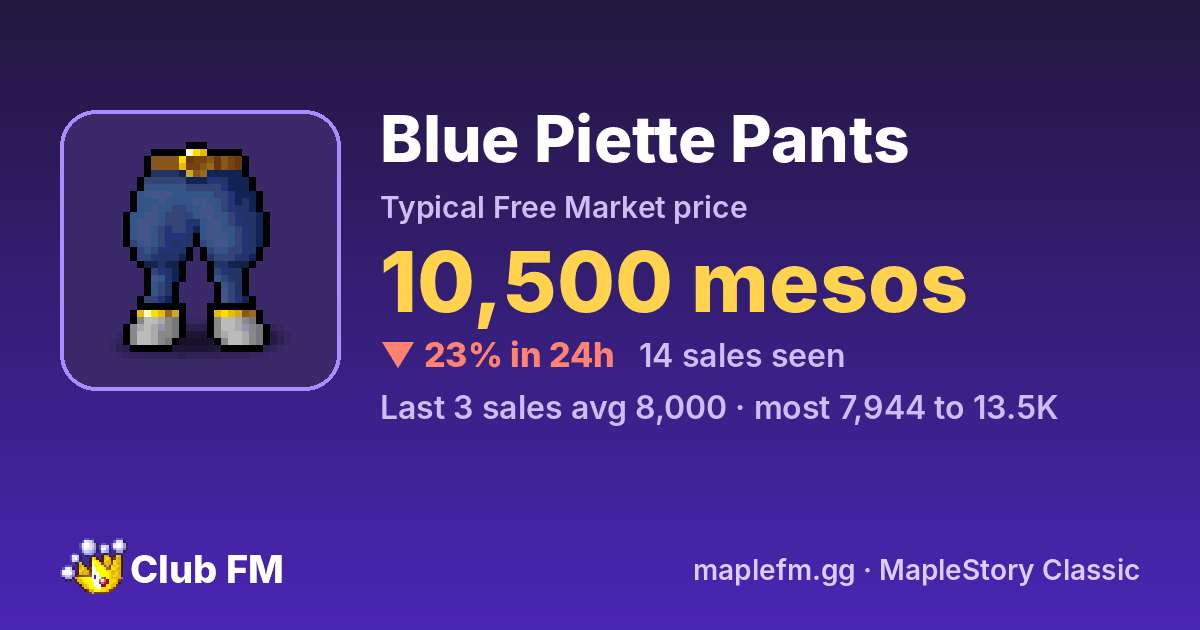 Blue Piette Pants
Typical Free Market price
10,500 mesos
▼ 23% in 24h 14 sales seen
Last 3 sales avg 8,000 · most 7,944 to 13.5K
Club FM
maplefm.gg · MapleStory Classic